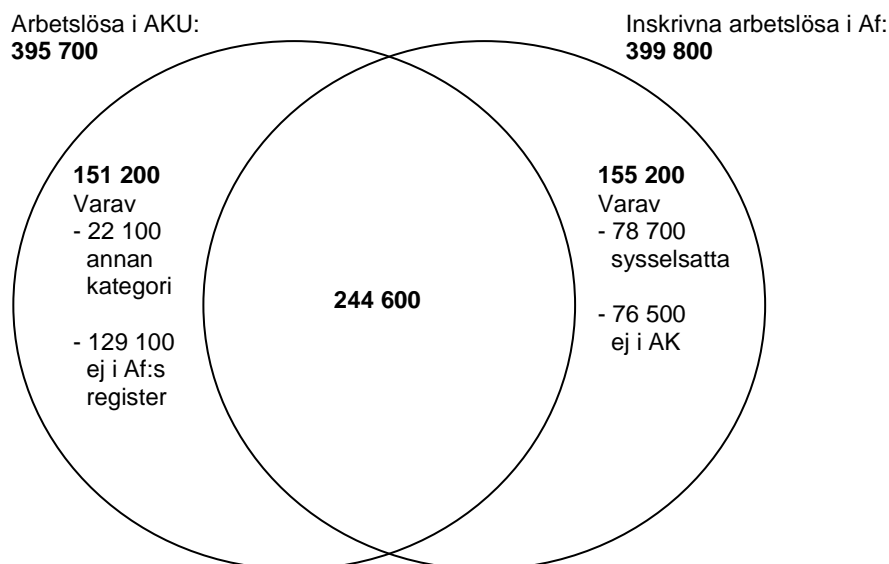 Arbetslösa i AKU:
395 700
Inskrivna arbetslösa i Af:
399 800
151 200
Varav
- 22 100
annan
kategori
- 129 100
ej i Af:s
register
244 600
155 200
Varav
- 78 700
sysselsatta
- 76 500
ej i AK